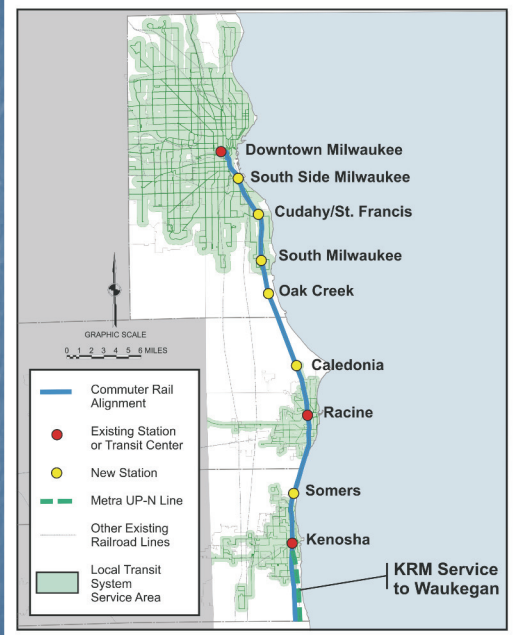 Downtown Milwaukee
South Side Milwaukee
Cudahy/St. Francis
South Milwaukee
Oak Creek
GRAPHIC SCALE
0 1 2 3 4 5 6 MILES
Caledonia
Racine
Somers
Kenosha
KRM Service
to Waukegan
Commuter Rail
Alignment
Existing Station
or Transit Center
New Station
Metra UP-N Line
Other Existing
Railroad Lines
Local Transit
System
Service Area